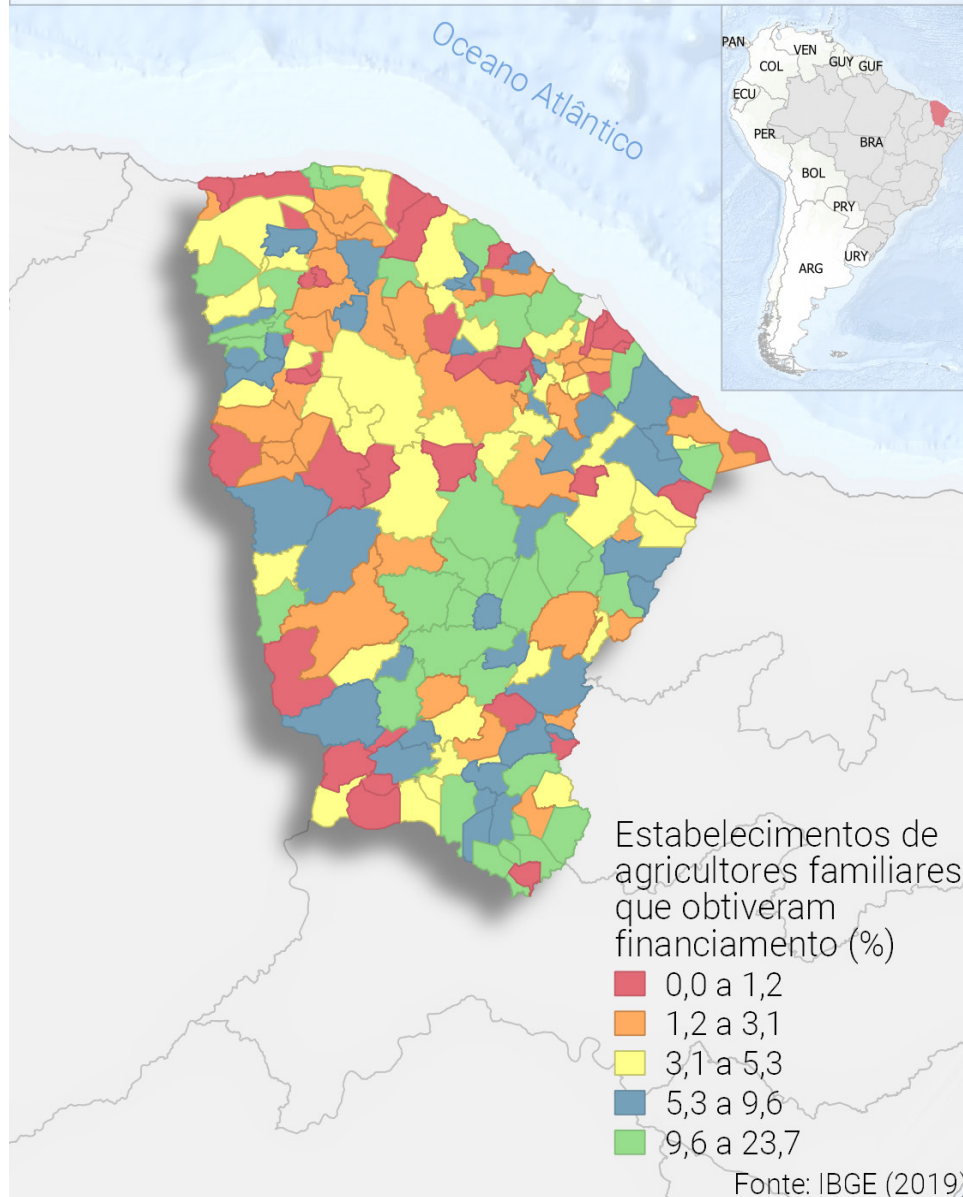 Oceano Atlântico
PAN
VEN
GUY
GUF
COL
ECU
PER
BRA
BOL
PRY
ARG
URY
Estabelecimentos de
agricultores familiares
que obtiveram
financiamento (%)
0,0 a 1,2
1,2 a 3,1
3,1 a 5,3
5,3 a 9,6
9,6 a 23,7
Fonte: IBGE (2019)